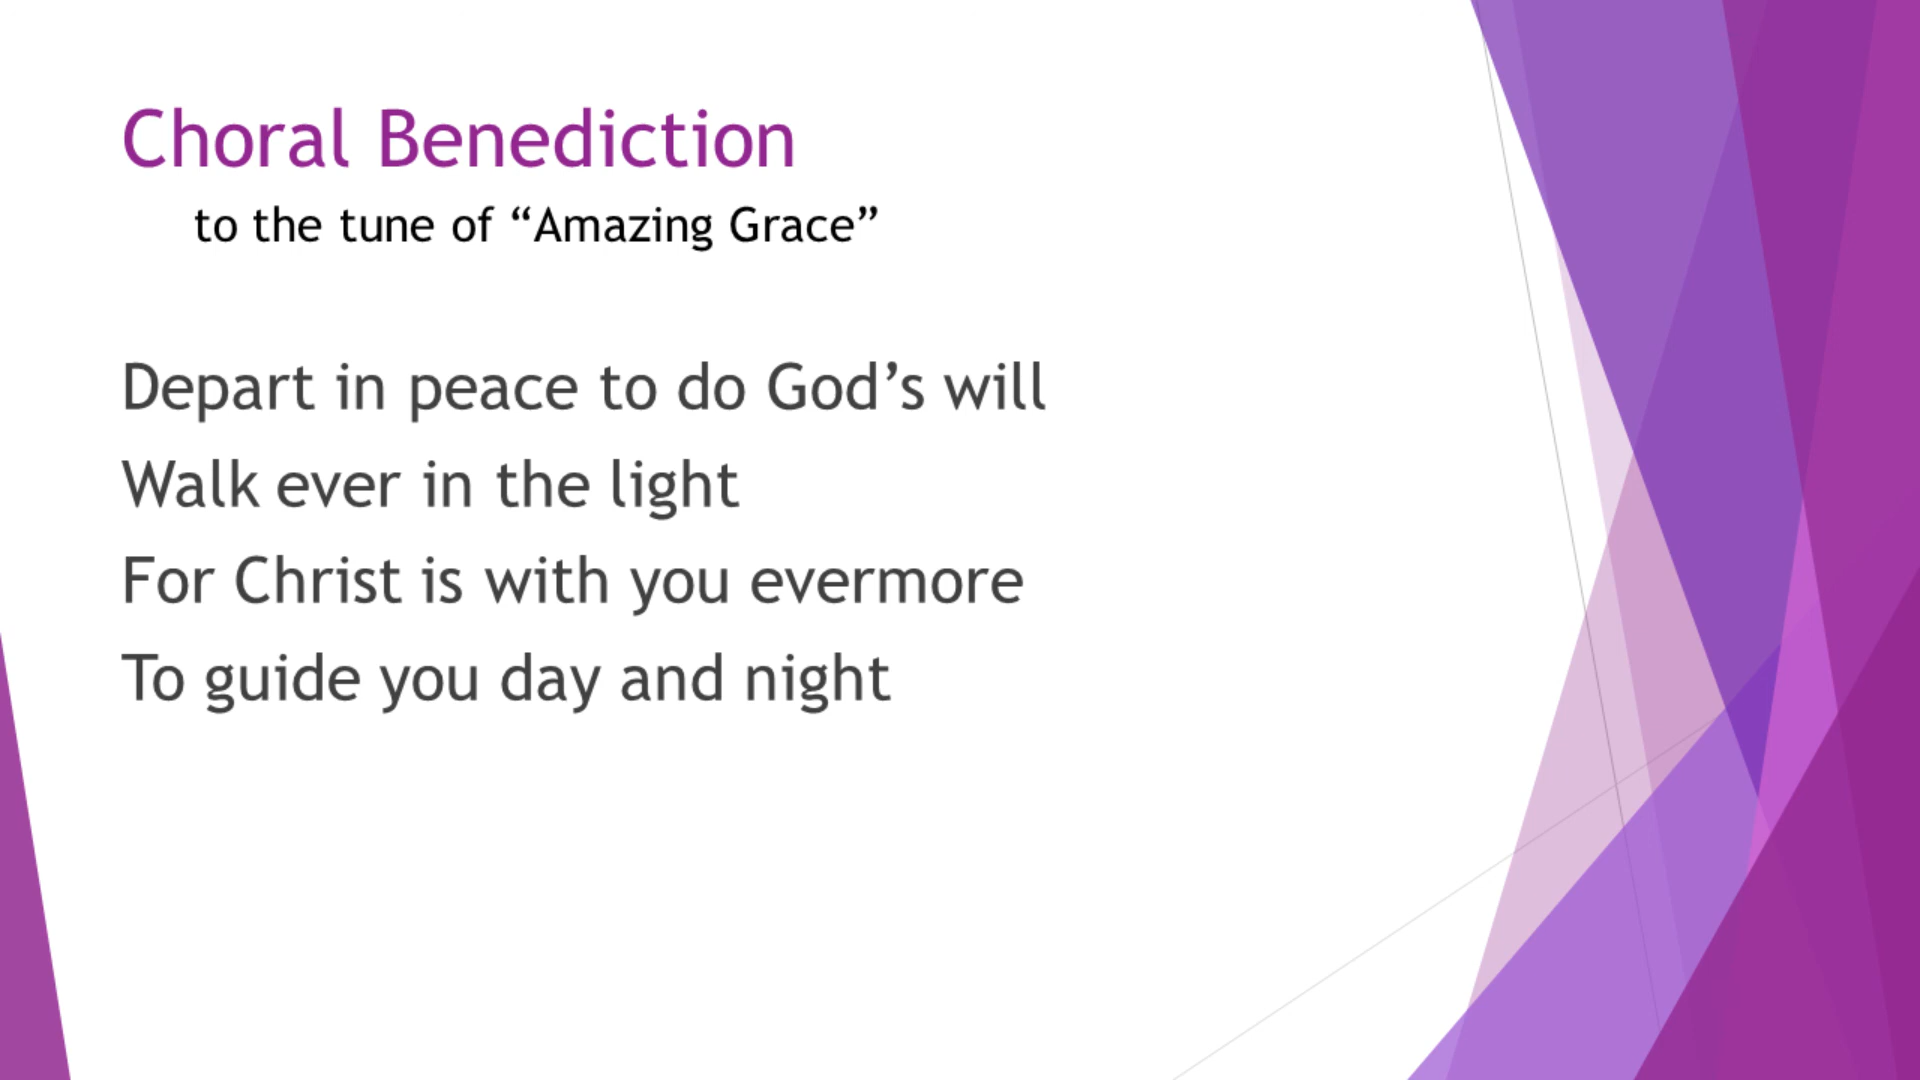 Choral Benediction
to the tune of “Amazing Grace”
Depart in peace to do God’s will
Walk ever in the light
For Christ is with you evermore
To guide you day and night